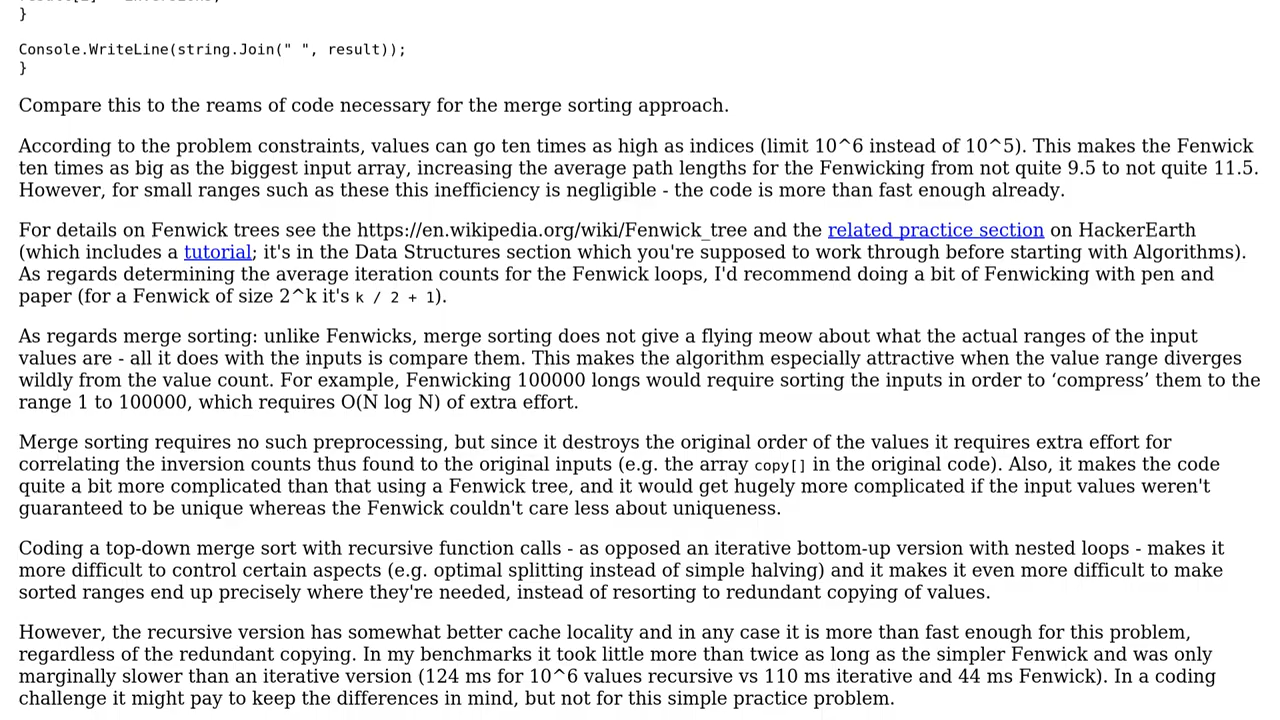 }
Console.WriteLine(string.Join(" ", result));
}
Compare this to the reams of code necessary for the merge sorting approach.
According to the problem constraints, values can go ten times as high as indices (limit 10^6 instead of 10^5). This makes the Fenwick
ten times as big as the biggest input array, increasing the average path lengths for the Fenwicking from not quite 9.5 to not quite 11.5.
However, for small ranges such as these this inefficiency is negligible - the code is more than fast enough already.
For details on Fenwick trees see the https://en.wikipedia.org/wiki/Fenwick_tree and the related practice section on HackerEarth
(which includes a tutorial; it's in the Data Structures section which you're supposed to work through before starting with Algorithms).
As regards determining the average iteration counts for the Fenwick loops, I'd recommend doing a bit of Fenwicking with pen and
paper (for a Fenwick of size 2^k it's k / 2 + 1).
As regards merge sorting: unlike Fenwicks, merge sorting does not give a flying meow about what the actual ranges of the input
values are - all it does with the inputs is compare them. This makes the algorithm especially attractive when the value range diverges
wildly from the value count. For example, Fenwicking 100000 longs would require sorting the inputs in order to ‘compress’ them to the
range 1 to 100000, which requires O(N log N) of extra effort.
Merge sorting requires no such preprocessing, but since it destroys the original order of the values it requires extra effort for
correlating the inversion counts thus found to the original inputs (e.g. the array copy[] in the original code). Also, it makes the code
quite a bit more complicated than that using a Fenwick tree, and it would get hugely more complicated if the input values weren't
guaranteed to be unique whereas the Fenwick couldn't care less about uniqueness.
Coding a top-down merge sort with recursive function calls - as opposed an iterative bottom-up version with nested loops - makes it
more difficult to control certain aspects (e.g. optimal splitting instead of simple halving) and it makes it even more difficult to make
sorted ranges end up precisely where they're needed, instead of resorting to redundant copying of values.
However, the recursive version has somewhat better cache locality and in any case it is more than fast enough for this problem,
regardless of the redundant copying. In my benchmarks it took little more than twice as long as the simpler Fenwick and was only
marginally slower than an iterative version (124 ms for 10^6 values recursive vs 110 ms iterative and 44 ms Fenwick). In a coding
challenge it might pay to keep the differences in mind, but not for this simple practice problem.